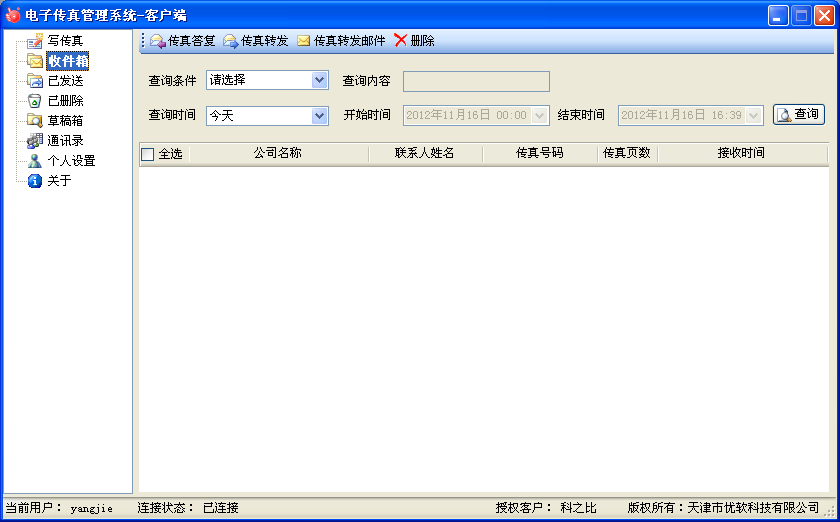 电子传真管理系统-客户端
写传真
收件箱
已发送
已删除
草稿箱
通讯录
个人设置
关于
传真答复 传真转发 传真转发邮件 删除
查询条件 请选择 查询内容
查询时间 今天 开始时间 2012年11月16日 00:00 结束时间 2012年11月16日 16:39 查询
全选 公司名称 联系人姓名 传真号码 传真页数 接收时间
当前用户： yangjie 连接状态： 已连接 授权客户： 科之比 版权所有：天津市忧软科技有限公司